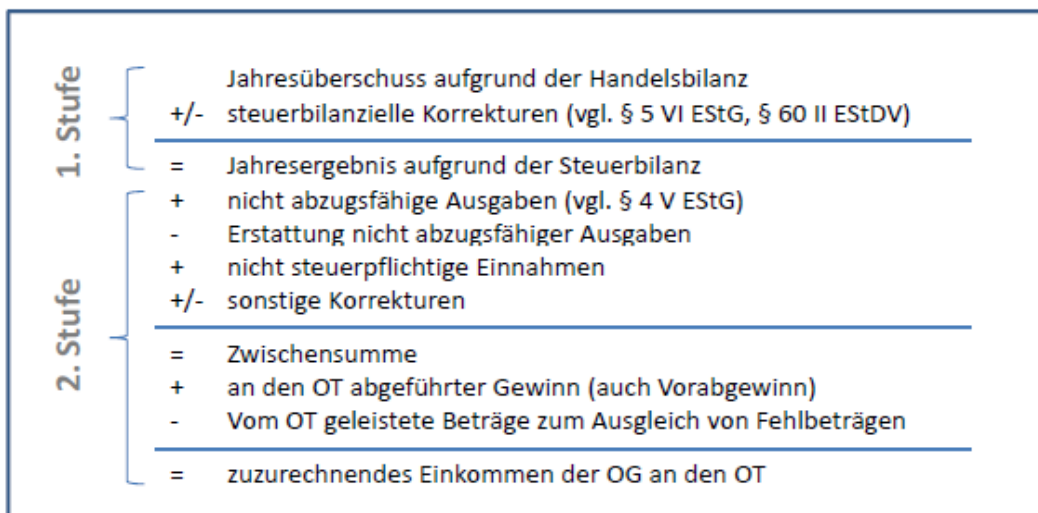 1. Stufe
Jahresüberschuss aufgrund der Handelsbilanz
+/- steuerbilanzielle Korrekturen (vgl. § 5 VI EStG, § 60 II EStDV)
= Jahresergebnis aufgrund der Steuerbilanz
2. Stufe
+ nicht abzugsfähige Ausgaben (vgl. § 4 V EStG)
- Erstattung nicht abzugsfähiger Ausgaben
+ nicht steuerpflichtige Einnahmen
+/- sonstige Korrekturen
= Zwischensumme
+ an den OT abgeführter Gewinn (auch Vorabgewinn)
- Vom OT geleistete Beträge zum Ausgleich von Fehlbeträgen
= zuzurechnendes Einkommen der OG an den OT